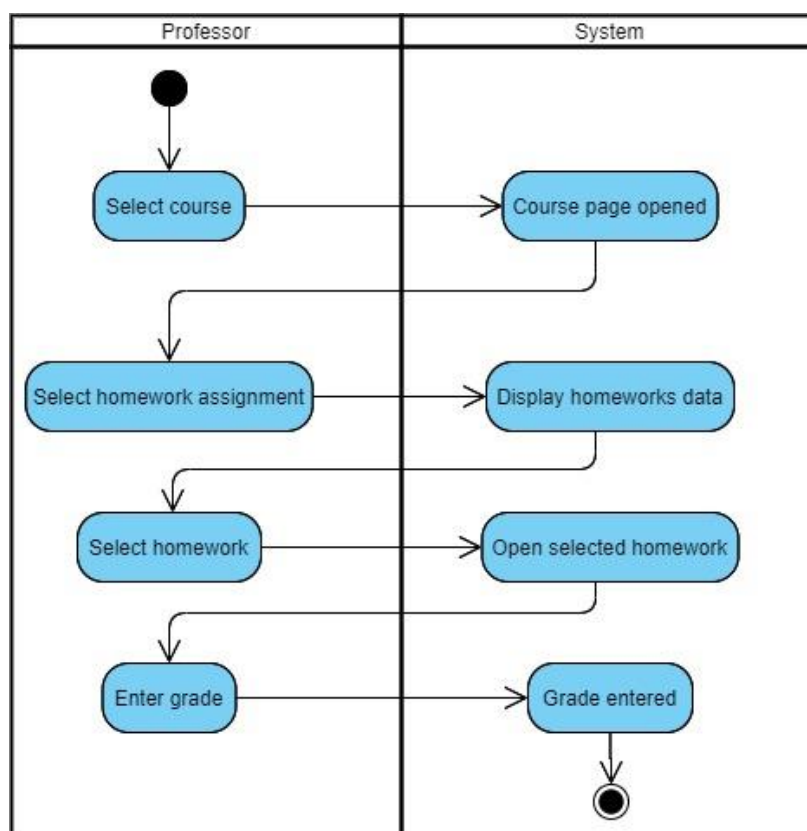 Professor
System
Select course
Course page opened
Select homework assignment
Display homeworks data
Select homework
Open selected homework
Enter grade
Grade entered